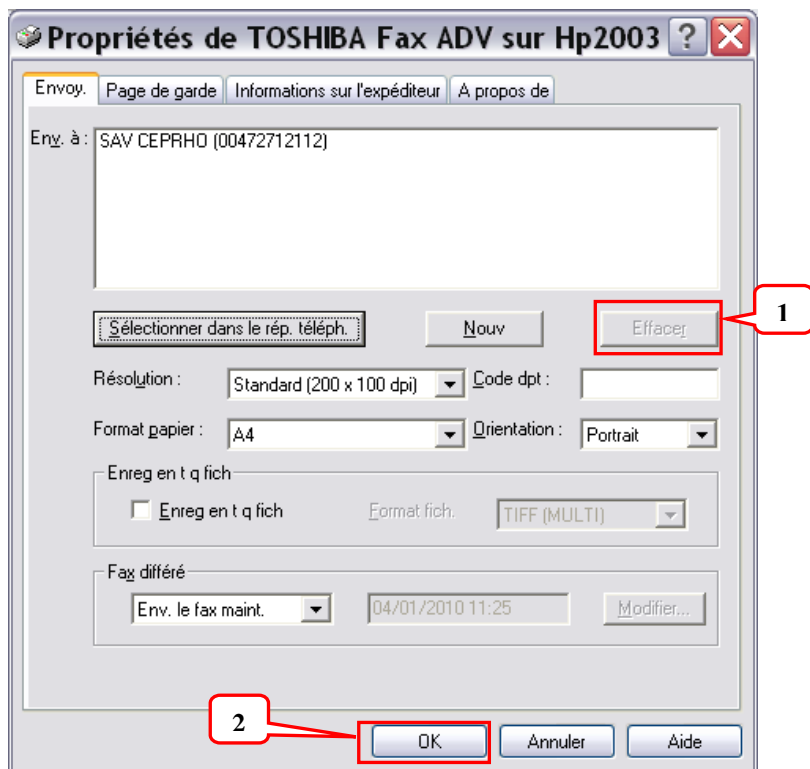 Propriétés de TOSHIBA Fax ADV sur Hp2003
Envoy. Page de garde Informations sur l'expéditeur A propos de
Env. à : SAV CEPRHO (00472712112)
1
Sélectionner dans le rép. téléph. Nouv Effacer
Résolution : Standard (200 x 100 dpi) Code dpt :
Format papier : A4 Orientation : Portrait
Enreg en t q fich
Enreg en t q fich Format fich. TIFF (MULTI)
Fax différé
Env. le fax maint. 04/01/2010 11:25 Modifier...
2
OK Annuler Aide